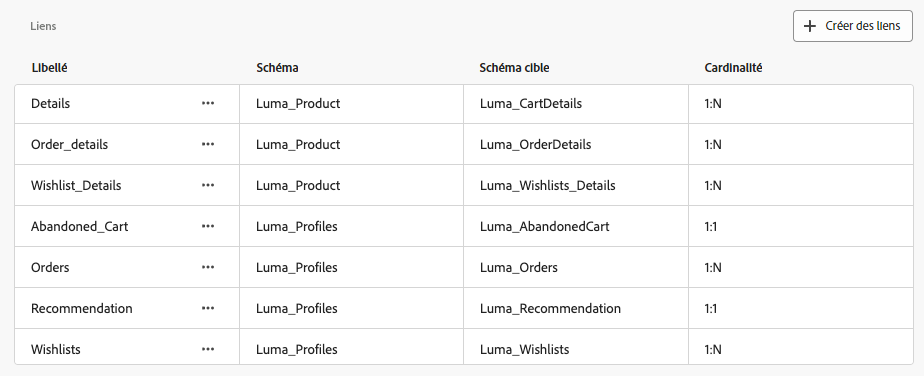 Liens
Créer des liens
Libellé Schéma Schéma cible Cardinalité
Details ••• Luma_Product Luma_CartDetails 1:N
Order_details ••• Luma_Product Luma_OrderDetails 1:N
Wishlist_Details ••• Luma_Product Luma_Wishlists_Details 1:N
Abandoned_Cart ••• Luma_Profiles Luma_AbandonedCart 1:1
Orders ••• Luma_Profiles Luma_Orders 1:N
Recommendation ••• Luma_Profiles Luma_Recommendation 1:1
Wishlists ••• Luma_Profiles Luma_Wishlists 1:N